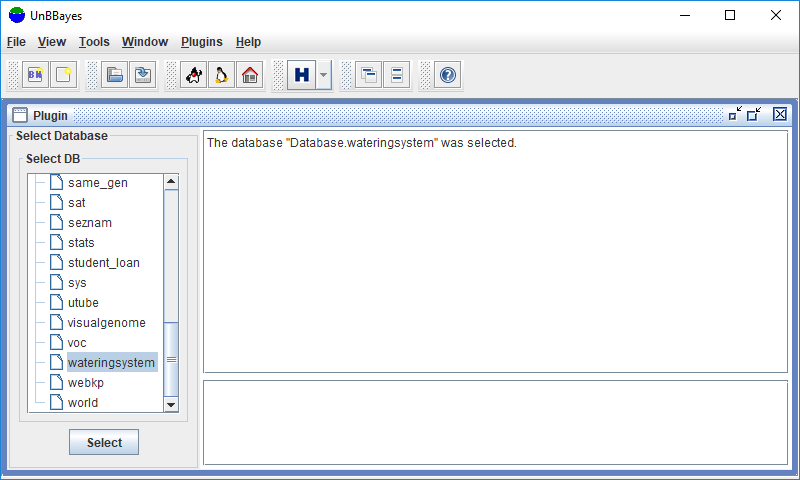 UnBBayes
File View Tools Window Plugins Help
BN
H
?
Plugin
Select Database
Select DB
same_gen
sat
seznam
stats
student_loan
sys
utube
visualgenome
voc
wateringsystem
webkp
world
Select
The database "Database.wateringsystem" was selected.